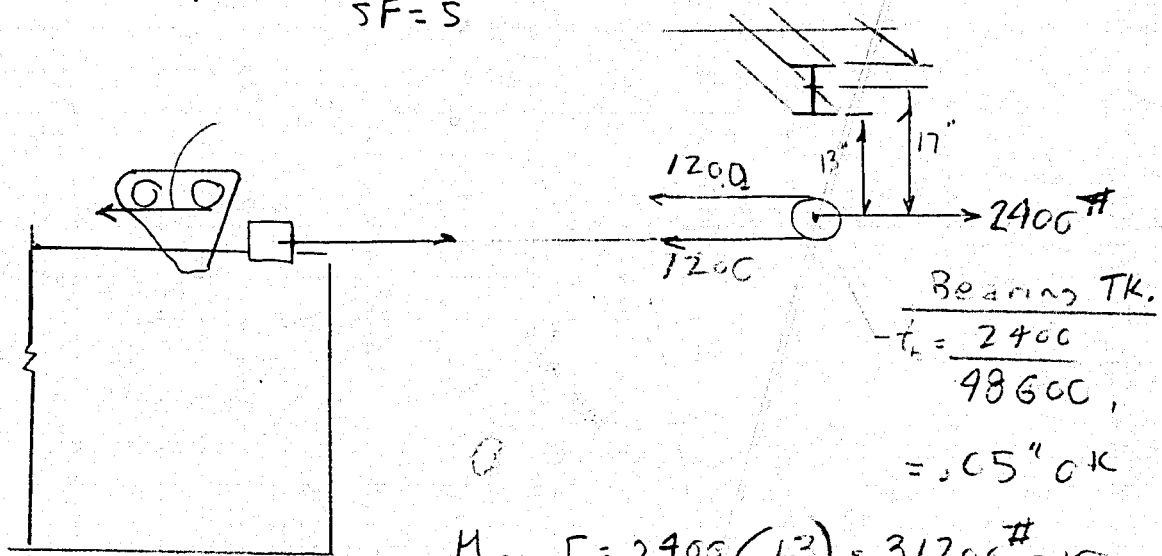 SF = 5
17"
13"
1200
2400#
1200
Bearing TK.
2400
48600
= .05" OK
= 2400 (13) = 31200#